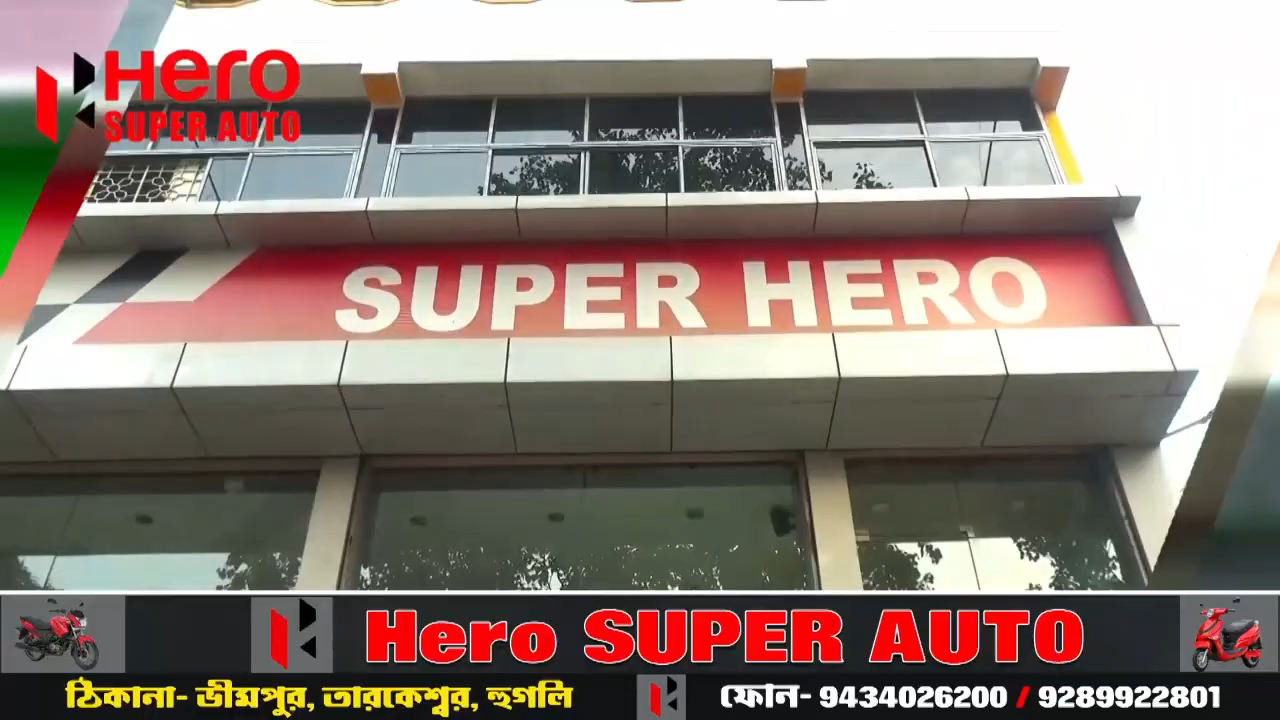 Hero
SUPER AUTO
SUPER HERO
Hero SUPER AUTO
ঠিকানা- ভীমপুর, তারকেশ্বর, হুগলি
ফোন- 9434026200 / 9289922801